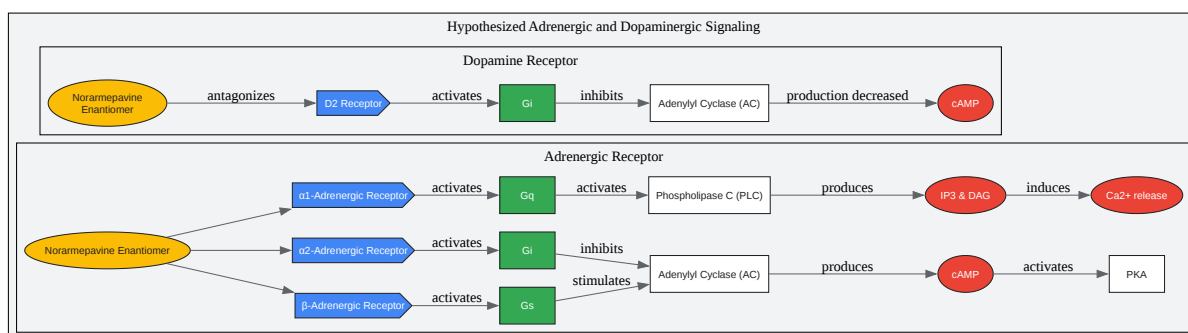 Hypothesized Adrenergic and Dopaminergic Signaling
Dopamine Receptor
Norarmepavine
Enantiomer
antagonizes
D2 Receptor
activates
Gi
inhibits
Adenylyl Cyclase (AC)
production decreased
cAMP
Adrenergic Receptor
Norarmepavine Enantiomer
α1-Adrenergic Receptor
activates
Gq
activates
Phospholipase C (PLC)
produces
IP3 & DAG
induces
Ca2+ release
α2-Adrenergic Receptor
activates
Gi
inhibits
β-Adrenergic Receptor
activates
Gs
stimulates
Adenylyl Cyclase (AC)
produces
cAMP
activates
PKA